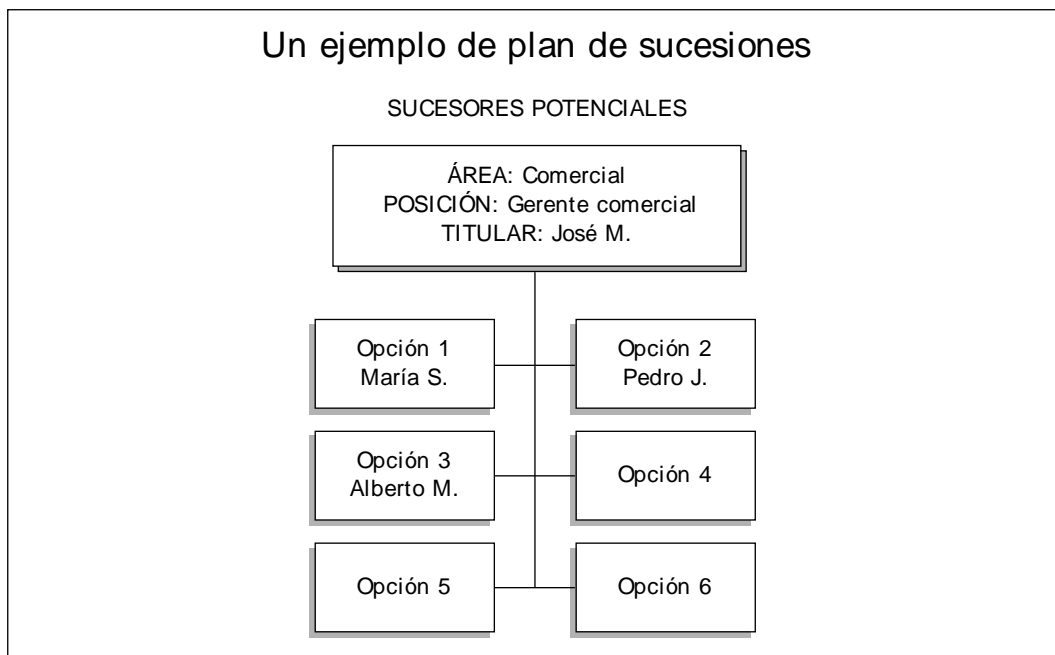 Un ejemplo de plan de sucesiones
SUCESORES POTENCIALES
ÁREA: Comercial
POSICIÓN: Gerente comercial
TITULAR: José M.
Opción 1
María S.
Opción 2
Pedro J.
Opción 3
Alberto M.
Opción 4
Opción 5
Opción 6